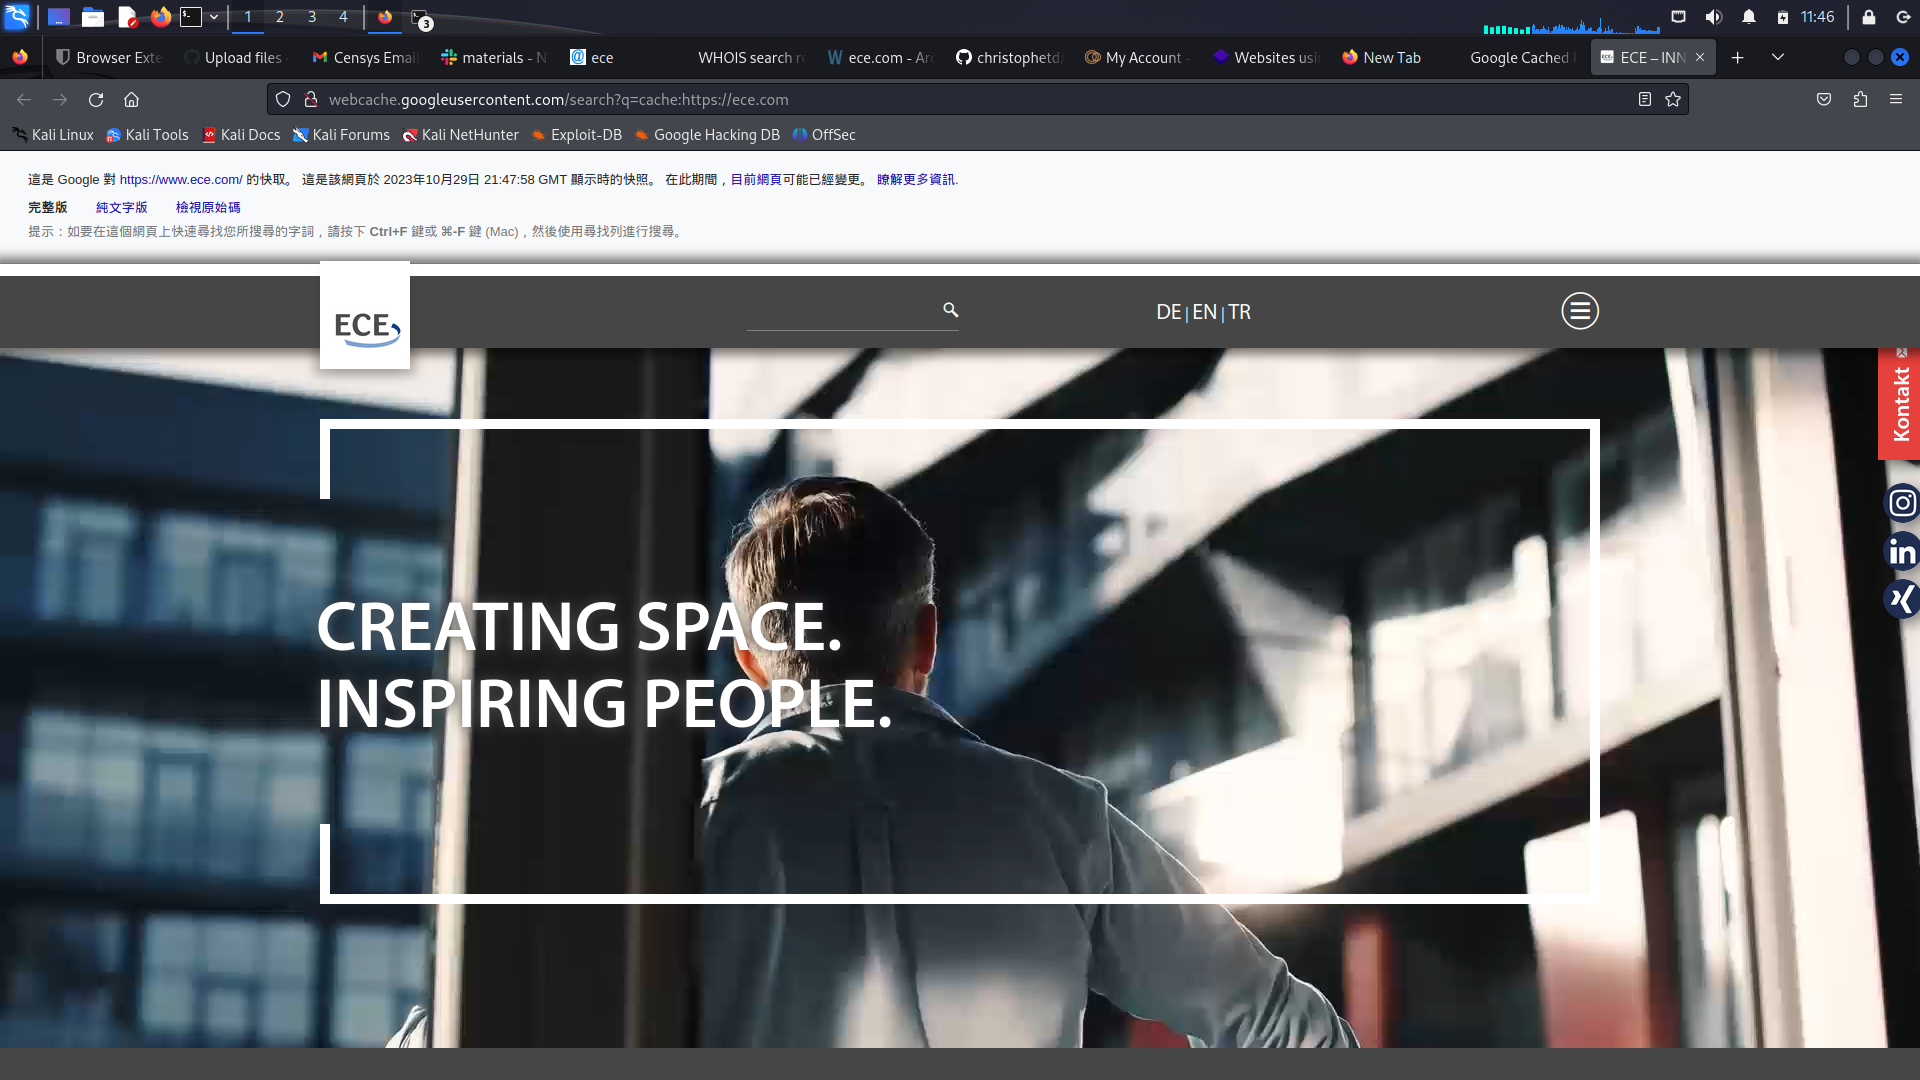 1 2 3 4 3 11:46
Browser Exte Upload files Censys Email materials - N ece WHOIS search re ece.com - Arc christophetd My Account - Websites usi New Tab Google Cached ECE – INN
webcache.googleusercontent.com/search?q=cache:https://ece.com
Kali Linux Kali Tools Kali Docs Kali Forums Kali NetHunter Exploit-DB Google Hacking DB OffSec
這是 Google 對 https://www.ece.com/ 的快取。 這是該網頁於 2023年10月29日 21:47:58 GMT 顯示時的快照。 在此期間，目前網頁可能已經變更。 瞭解更多資訊.
完整版 純文字版 檢視原始碼
提示：如要在這個網頁上快速尋找您所搜尋的字詞，請按下 Ctrl+F 鍵或 ⌘-F 鍵 (Mac)，然後使用尋找列進行搜尋。
ECE
DE | EN | TR
Kontakt
CREATING SPACE.
INSPIRING PEOPLE.